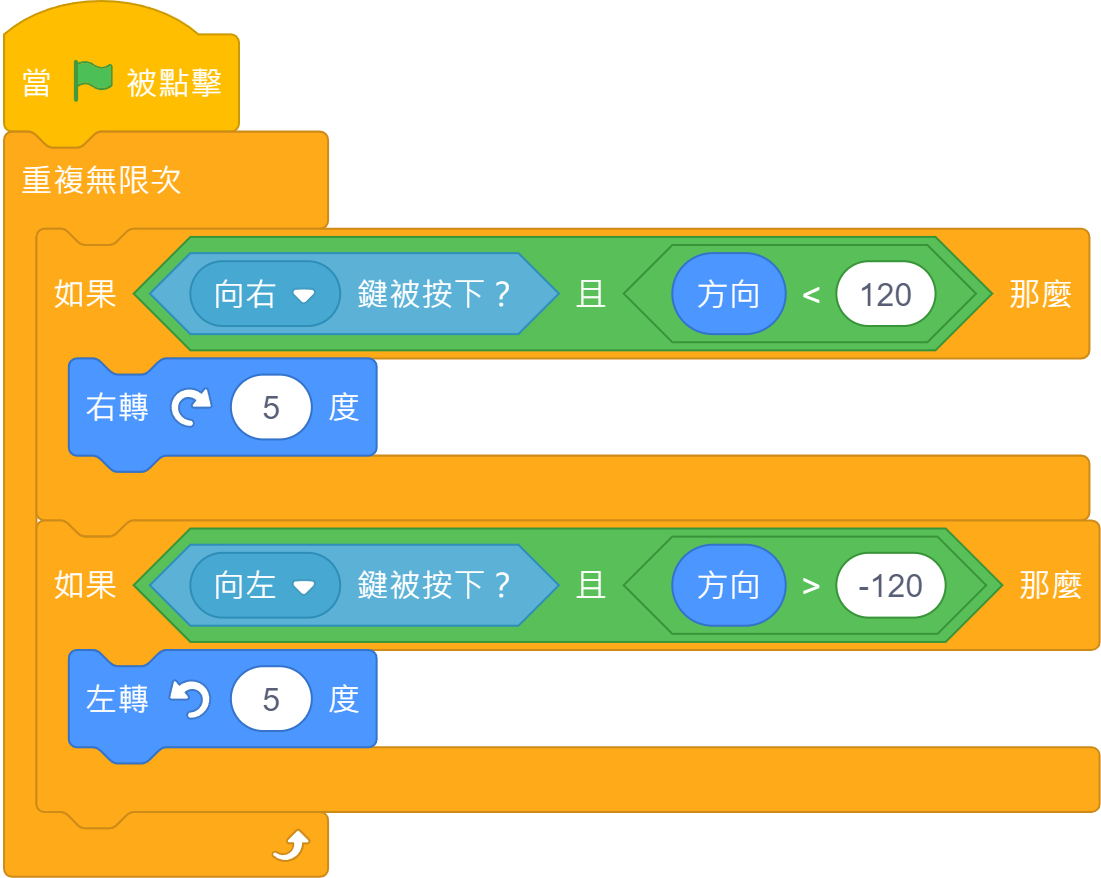 當 被點擊
重複無限次
如果 向右 鍵被按下？ 且 方向 < 120 那麼
右轉 5 度
如果 向左 鍵被按下？ 且 方向 > -120 那麼
左轉 5 度